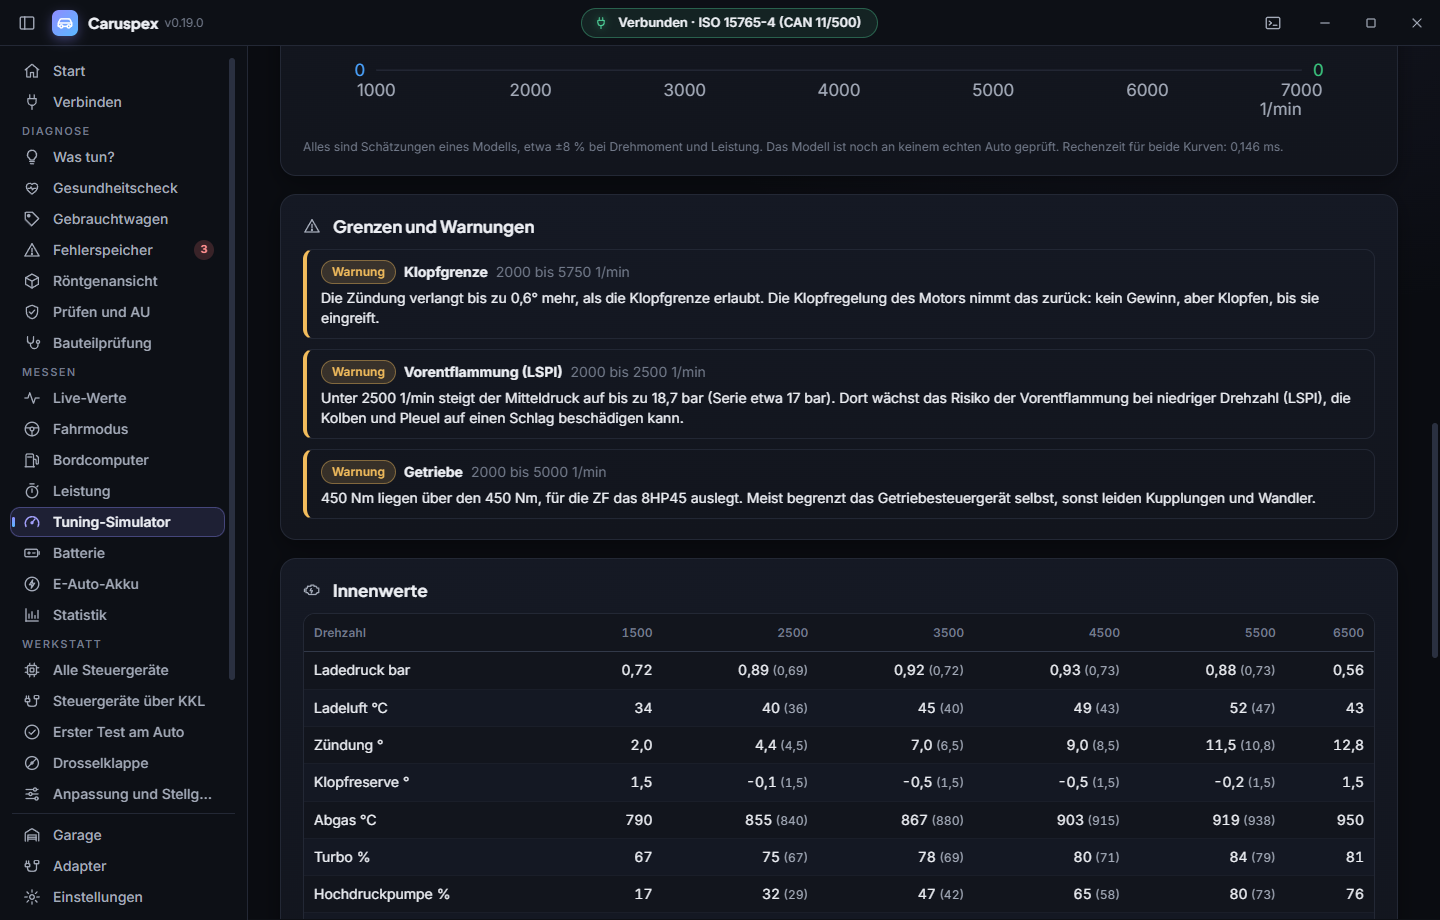 Caruspex v0.19.0
Verbunden · ISO 15765-4 (CAN 11/500)
Start
Verbinden
DIAGNOSE
Was tun?
Gesundheitscheck
Gebrauchtwagen
Fehlerspeicher 3
Röntgenansicht
Prüfen und AU
Bauteilprüfung
MESSEN
Live-Werte
Fahrmodus
Bordcomputer
Leistung
Tuning-Simulator
Batterie
E-Auto-Akku
Statistik
WERKSTATT
Alle Steuergeräte
Steuergeräte über KKL
Erster Test am Auto
Drosselklappe
Anpassung und Stellg...
Garage
Adapter
Einstellungen
0 0
1000 2000 3000 4000 5000 6000 7000
1/min
Alles sind Schätzungen eines Modells, etwa ±8 % bei Drehmoment und Leistung. Das Modell ist noch an keinem echten Auto geprüft. Rechenzeit für beide Kurven: 0,146 ms.
Grenzen und Warnungen
Warnung Klopfgrenze 2000 bis 5750 1/min
Die Zündung verlangt bis zu 0,6° mehr, als die Klopfgrenze erlaubt. Die Klopfregelung des Motors nimmt das zurück: kein Gewinn, aber Klopfen, bis sie
eingreift.
Warnung Vorentflammung (LSPI) 2000 bis 2500 1/min
Unter 2500 1/min steigt der Mitteldruck auf bis zu 18,7 bar (Serie etwa 17 bar). Dort wächst das Risiko der Vorentflammung bei niedriger Drehzahl (LSPI), die
Kolben und Pleuel auf einen Schlag beschädigen kann.
Warnung Getriebe 2000 bis 5000 1/min
450 Nm liegen über den 450 Nm, für die ZF das 8HP45 auslegt. Meist begrenzt das Getriebesteuergerät selbst, sonst leiden Kupplungen und Wandler.
Innenwerte
Drehzahl 1500 2500 3500 4500 5500 6500
Ladedruck bar 0,72 0,89 (0,69) 0,92 (0,72) 0,93 (0,73) 0,88 (0,73) 0,56
Ladeluft °C 34 40 (36) 45 (40) 49 (43) 52 (47) 43
Zündung ° 2,0 4,4 (4,5) 7,0 (6,5) 9,0 (8,5) 11,5 (10,8) 12,8
Klopfreserve ° 1,5 -0,1 (1,5) -0,5 (1,5) -0,5 (1,5) -0,2 (1,5) 1,5
Abgas °C 790 855 (840) 867 (880) 903 (915) 919 (938) 950
Turbo % 67 75 (67) 78 (69) 80 (71) 84 (79) 81
Hochdruckpumpe % 17 32 (29) 47 (42) 65 (58) 80 (73) 76